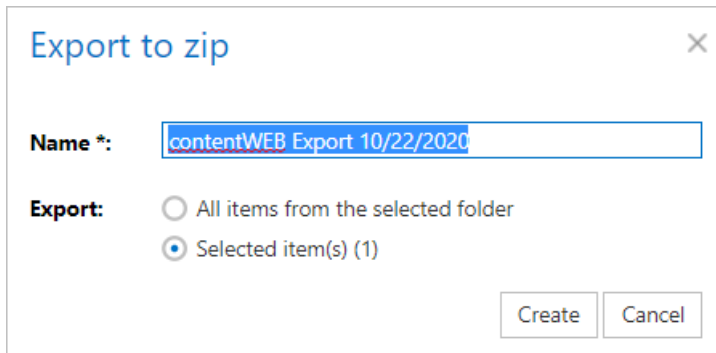 Export to zip
Name *: contentWEB Export 10/22/2020
Export: All items from the selected folder
Selected item(s) (1)
Create Cancel